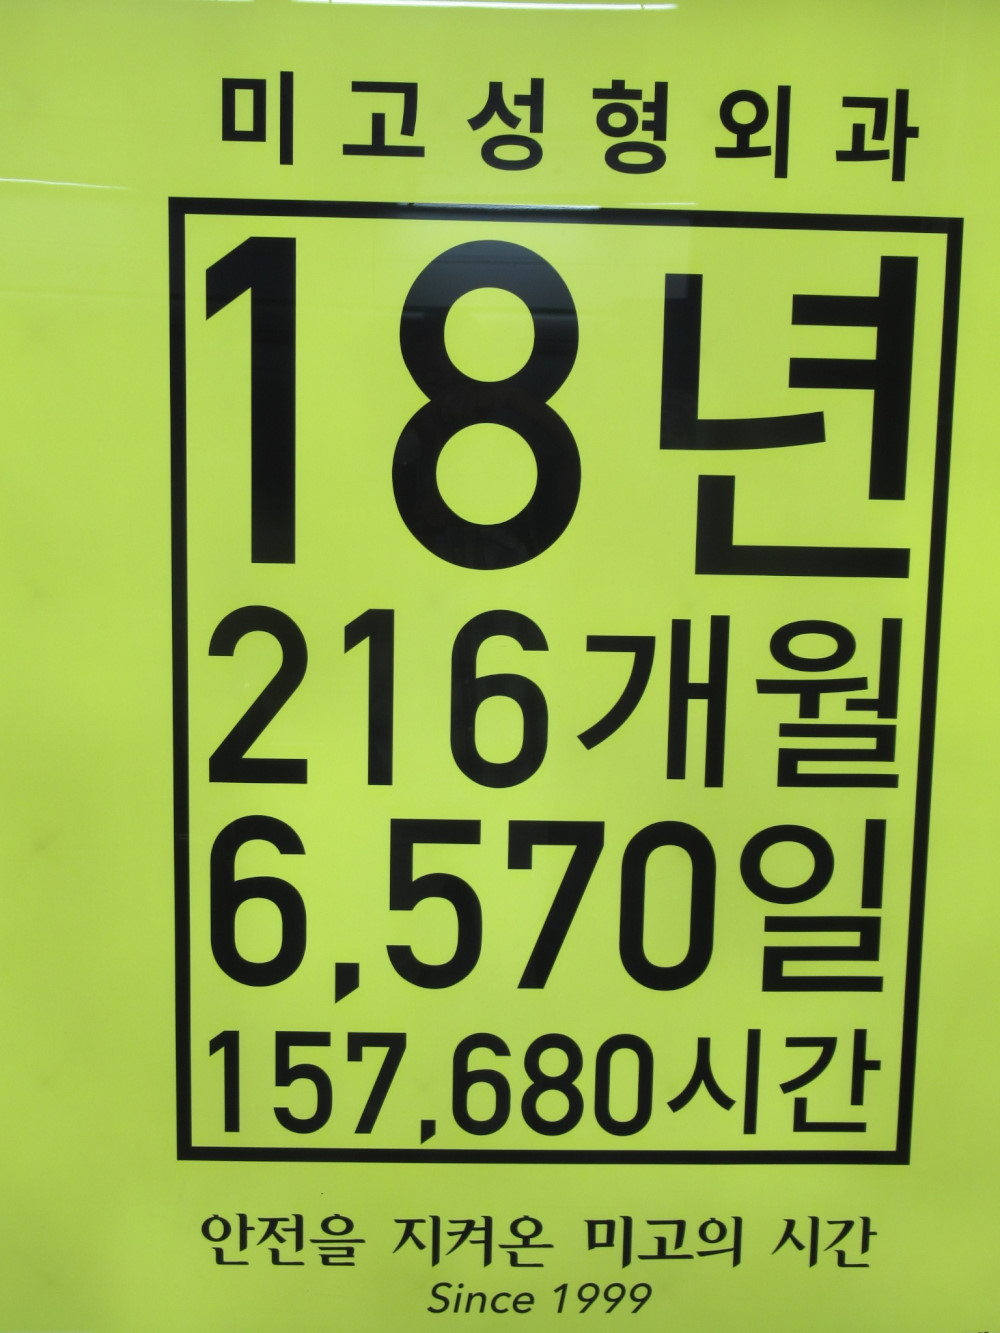 미고성형외과
18년
216개월
6,570일
157,680시간
안전을 지켜온 미고의 시간
Since 1999